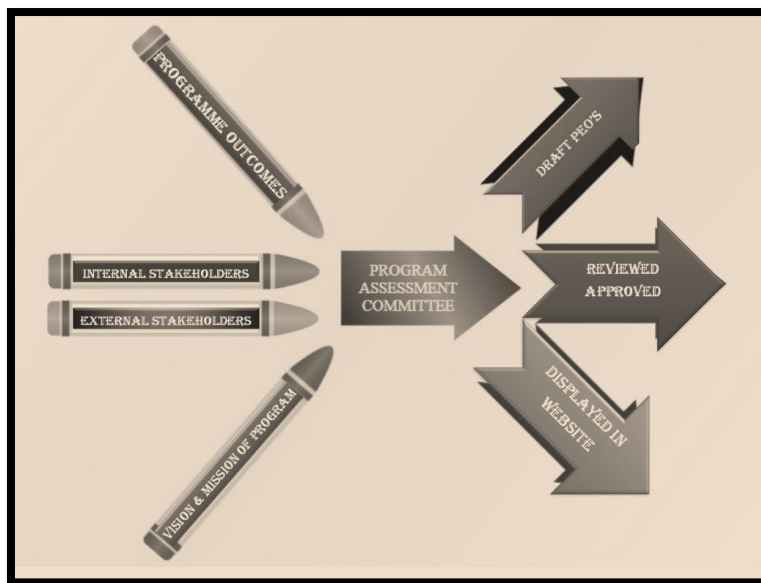 PROGRAMME OUTCOMES
INTERNAL STAKEHOLDERS
EXTERNAL STAKEHOLDERS
VISION & MISSION OF PROGRAM
PROGRAM
ASSESSMENT
COMMITTEE
DRAFT PEO'S
REVIEWED
APPROVED
DISPLAYED IN
WEBSITE